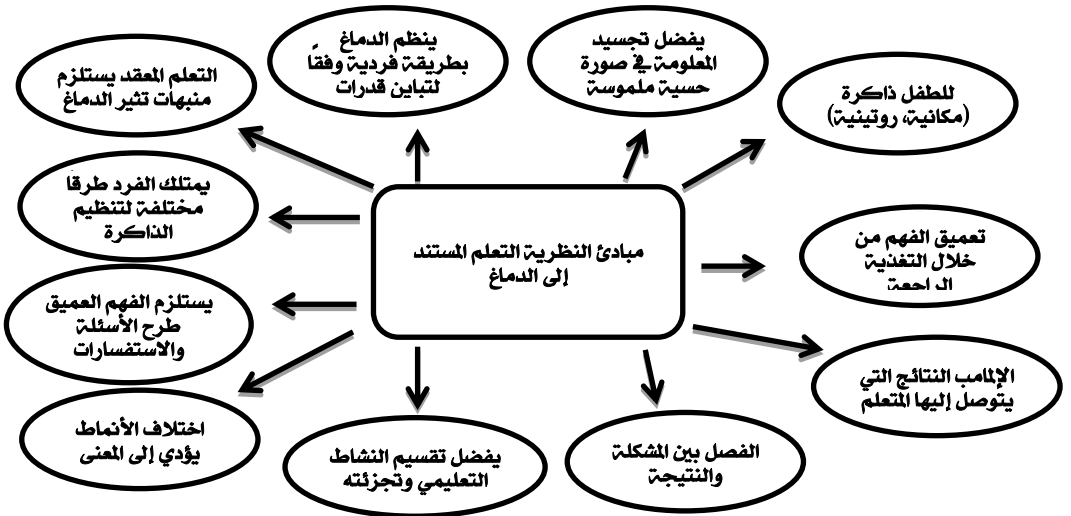 يفضل تجسيد
المعلومة في صورة
حسية ملموسة
ينظم الدماغ
بطريقة فردية وفقاً
لتباين قدرات
للطفل ذاكرة
(مكانية، روتينية)
التعلم المعقد يستلزم
منبهات تثير الدماغ
يمتلك الفرد طرقا
مختلفة لتنظيم
الذاكرة
مبادئ النظرية التعلم المستند
إلى الدماغ
تعميق الفهم من
خلال التغذية
الراجعة
يستلزم الفهم العميق
طرح الأسئلة
والاستفسارات
الإلمامب النتائج التي
يتوصل إليها المتعلم
اختلاف الأنماط
يؤدي إلى المعنى
الفصل بين المشكلة
والنتيجة
يفضل تقسيم النشاط
التعليمي وتجزئته